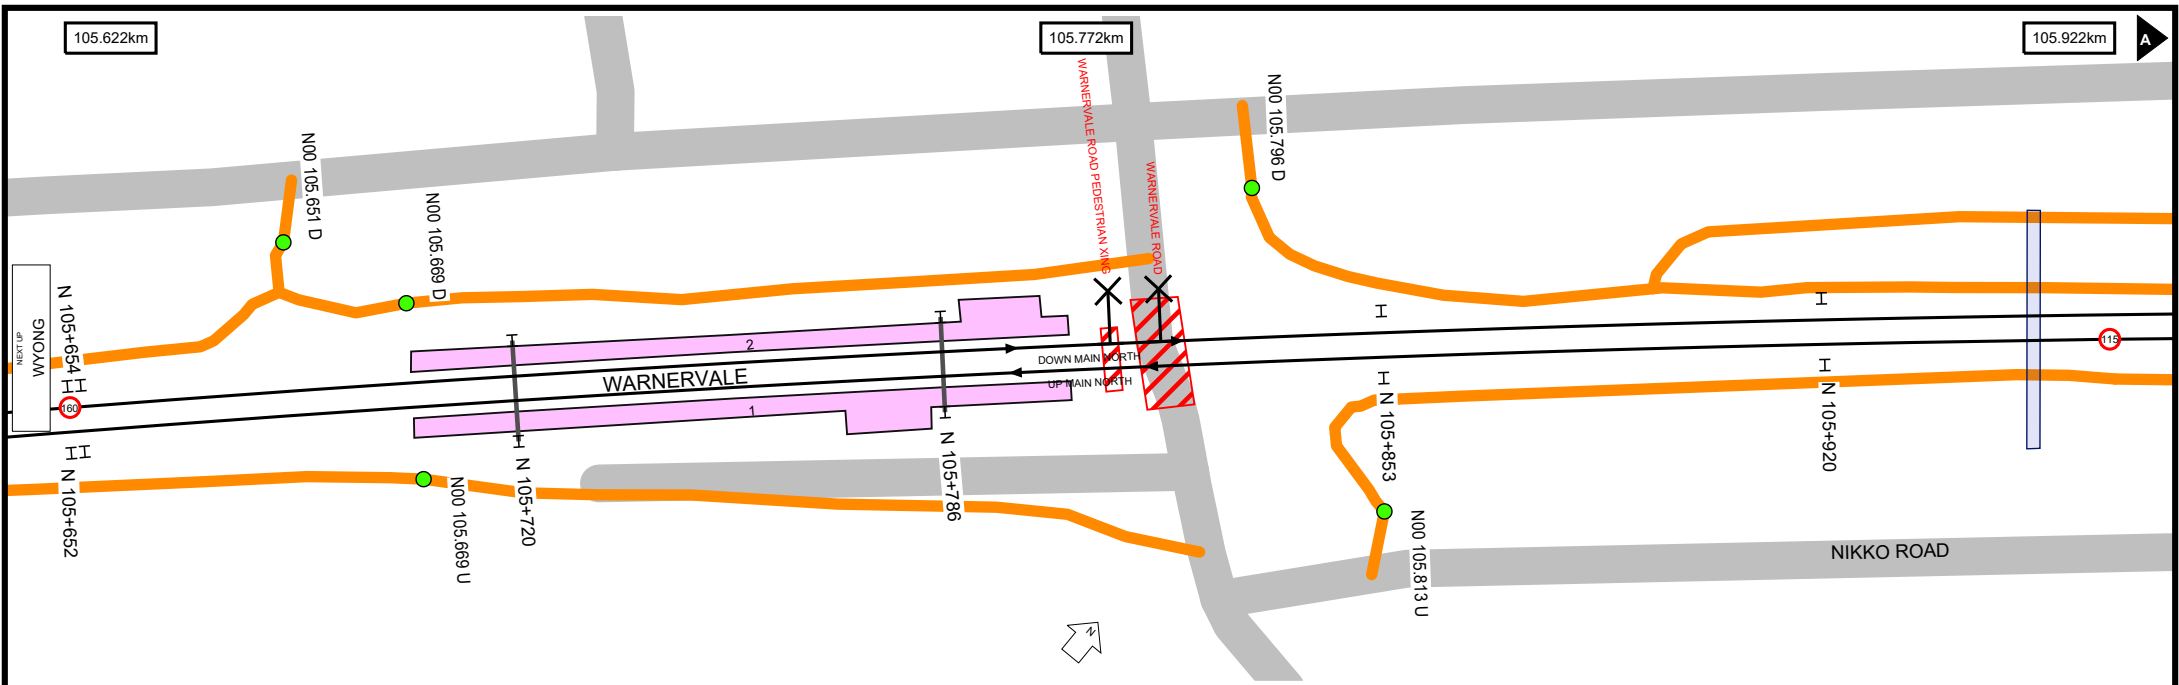 105.622km
105.772km
105.922km
A
WARNERVALE ROAD PEDESTRIAN XING
WARNERVALE ROAD
N00 105.651 D
N00 105.669 D
N00 105.796 D
NEXT UP
WYONG
N 105+654
160
2
WARNERVALE
DOWN MAIN NORTH
UP MAIN NORTH
1
115
N 105+652
N00 105.669 U
N 105+720
N 105+786
N 105+853
N 105+920
N00 105.813 U
NIKKO ROAD
N